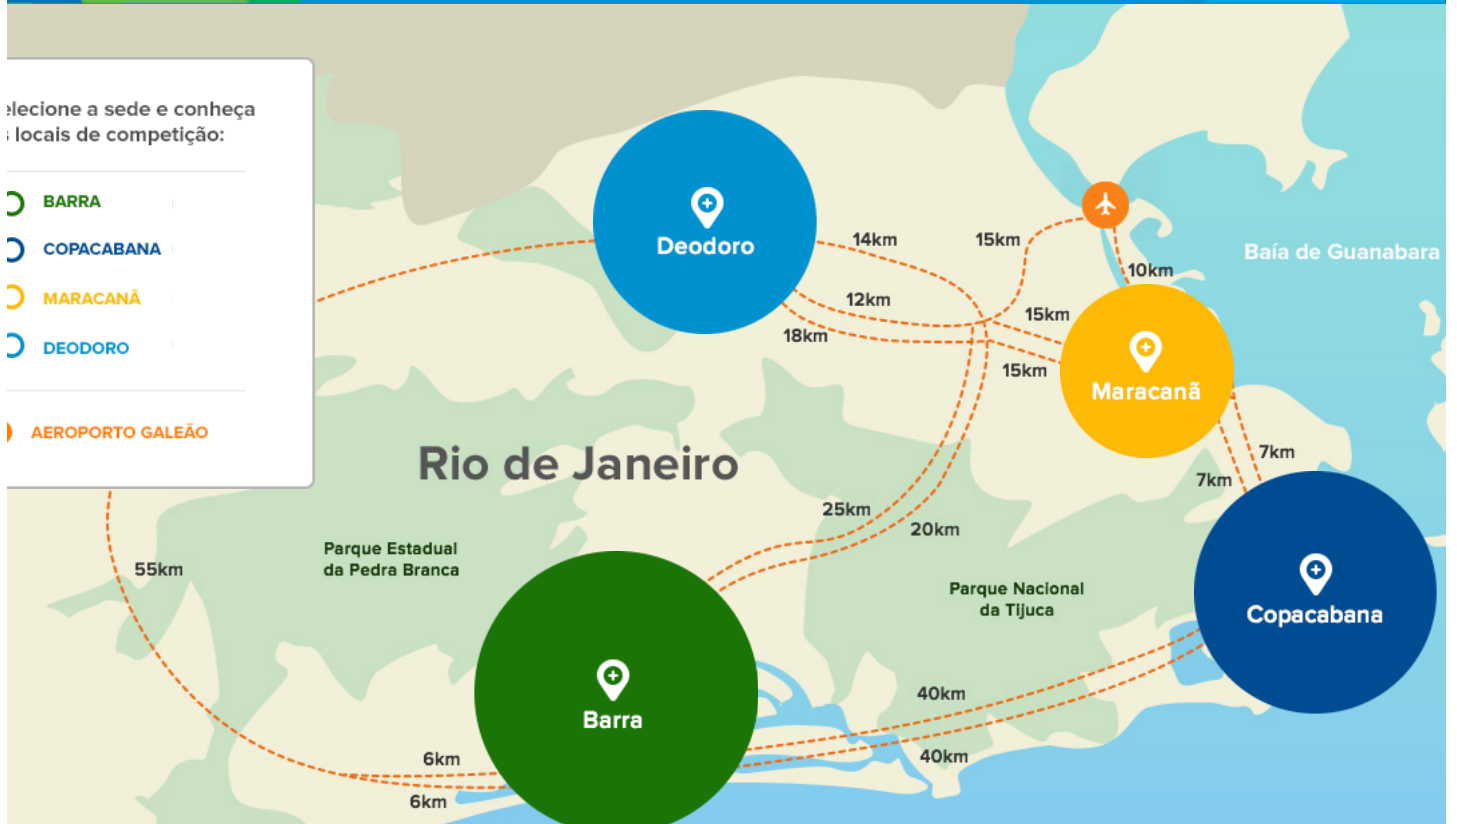 elecione a sede e conheça
s locais de competição:
BARRA
COPACABANA
MARACANÃ
DEODORO
AEROPORTO GALEÃO
Deodoro
14km
15km
10km
Baía de Guanabara
12km
15km
18km
15km
Maracanã
Rio de Janeiro
7km
7km
25km
20km
Parque Estadual
da Pedra Branca
55km
Parque Nacional
da Tijuca
Copacabana
Barra
40km
40km
6km
6km